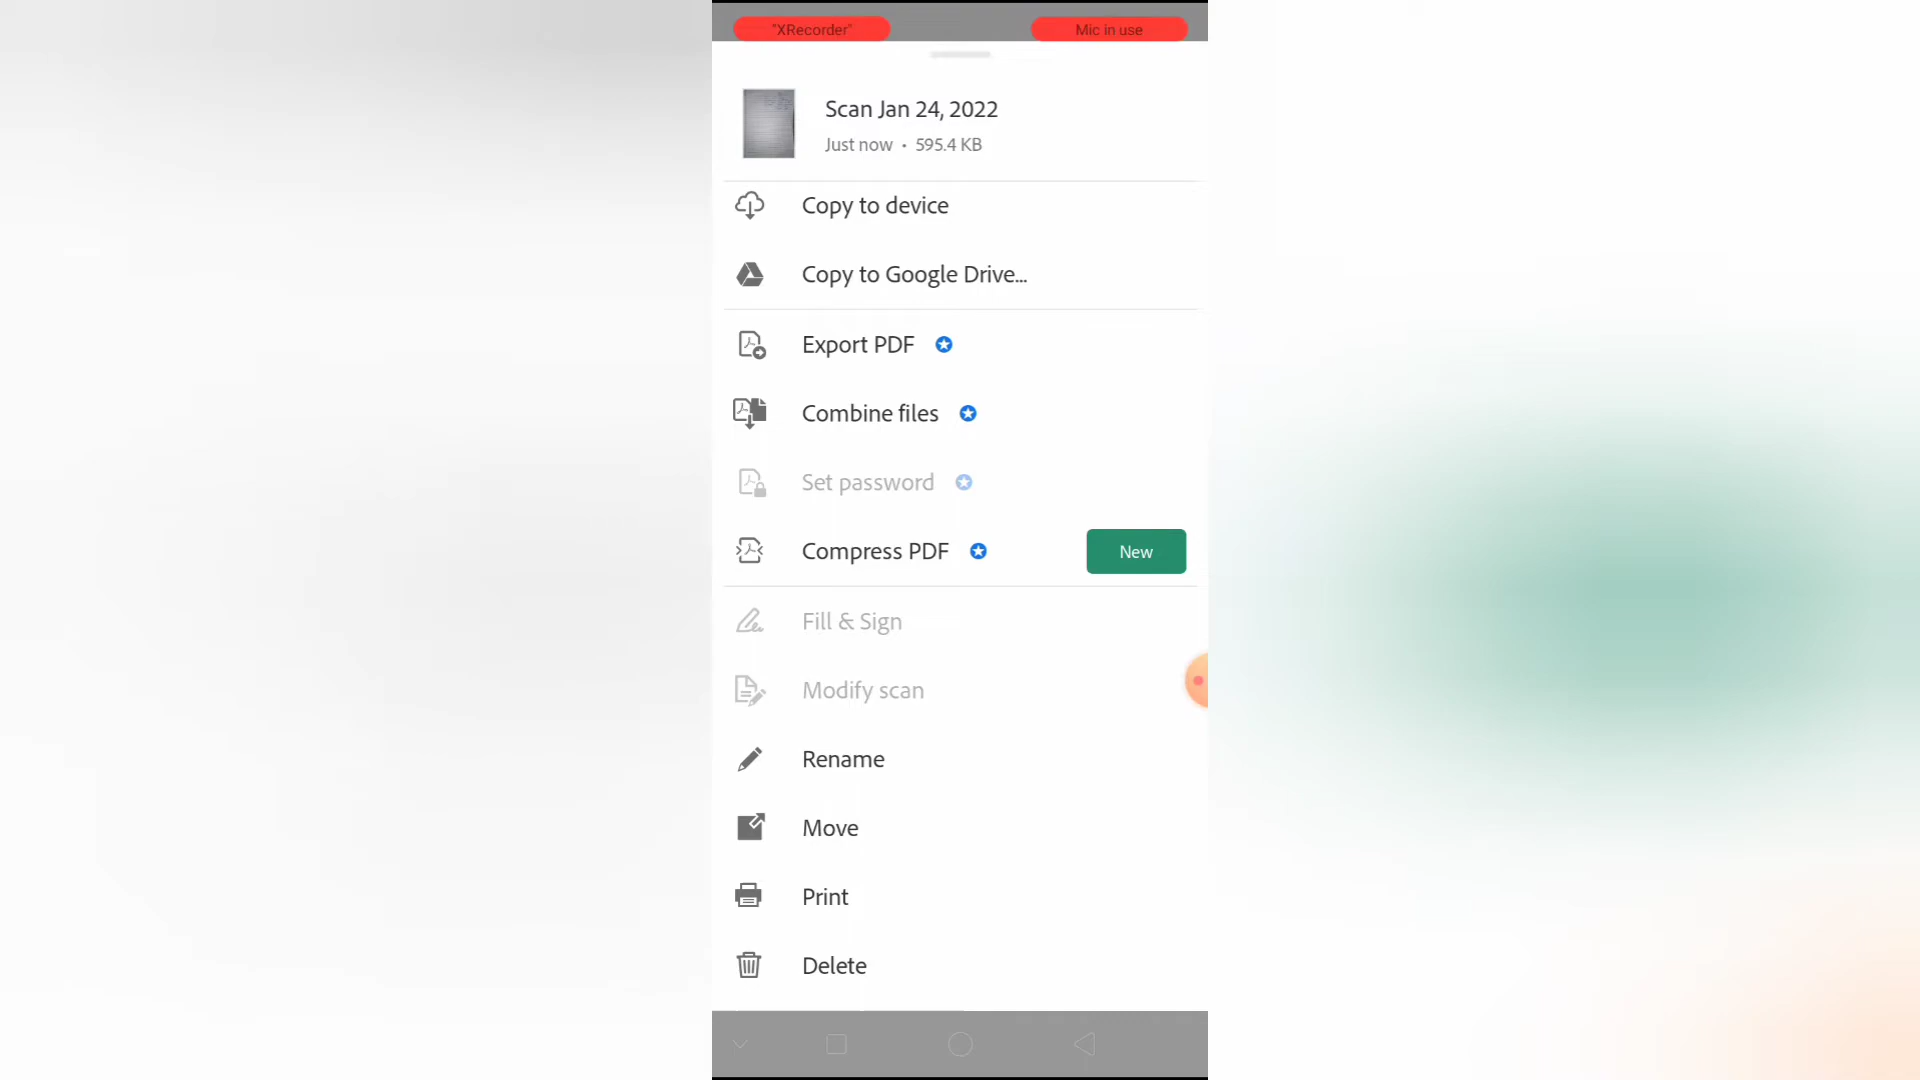 "XRecorder"
Mic in use
Scan Jan 24, 2022
Just now • 595.4 KB
Copy to device
Copy to Google Drive...
Export PDF
Combine files
Set password
Compress PDF
New
Fill & Sign
Modify scan
Rename
Move
Print
Delete